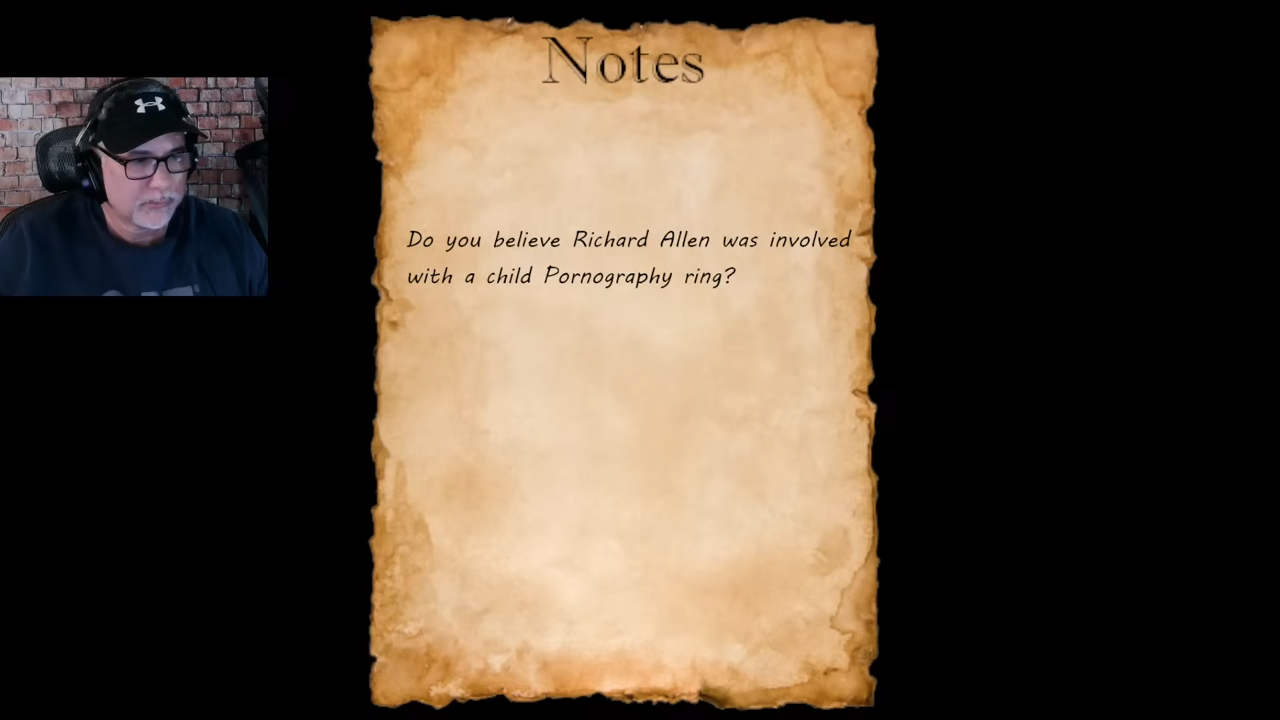 Notes
Do you believe Richard Allen was involved
with a child Pornography ring?